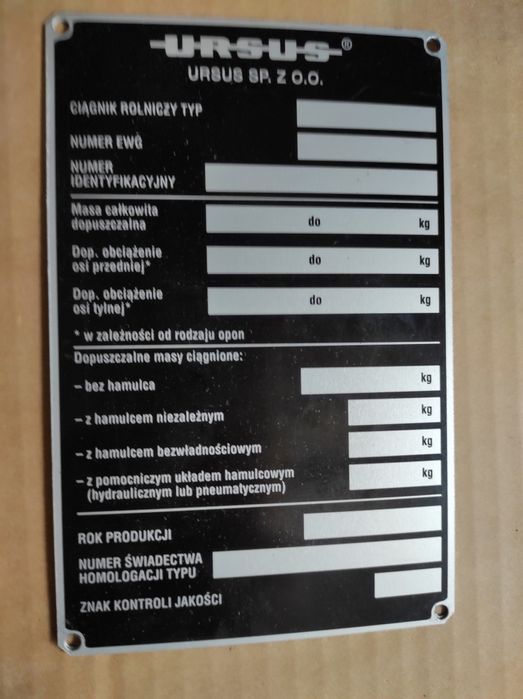 URSUS®
URSUS SP. Z O.O.
CIĄGNIK ROLNICZY TYP
NUMER EWG
NUMER
IDENTYFIKACYJNY
Masa całkowita
dopuszczalna do kg
Dop. obciążenie
osi przedniej* do kg
Dop. obciążenie
osi tylnej* do kg
* w zależności od rodzaju opon
Dopuszczalne masy ciągnione:
– bez hamulca kg
– z hamulcem niezależnym kg
– z hamulcem bezwładnościowym kg
– z pomocniczym układem hamulcowym kg
(hydraulicznym lub pneumatycznym)
ROK PRODUKCJI
NUMER ŚWIADECTWA
HOMOLOGACJI TYPU
ZNAK KONTROLI JAKOŚCI